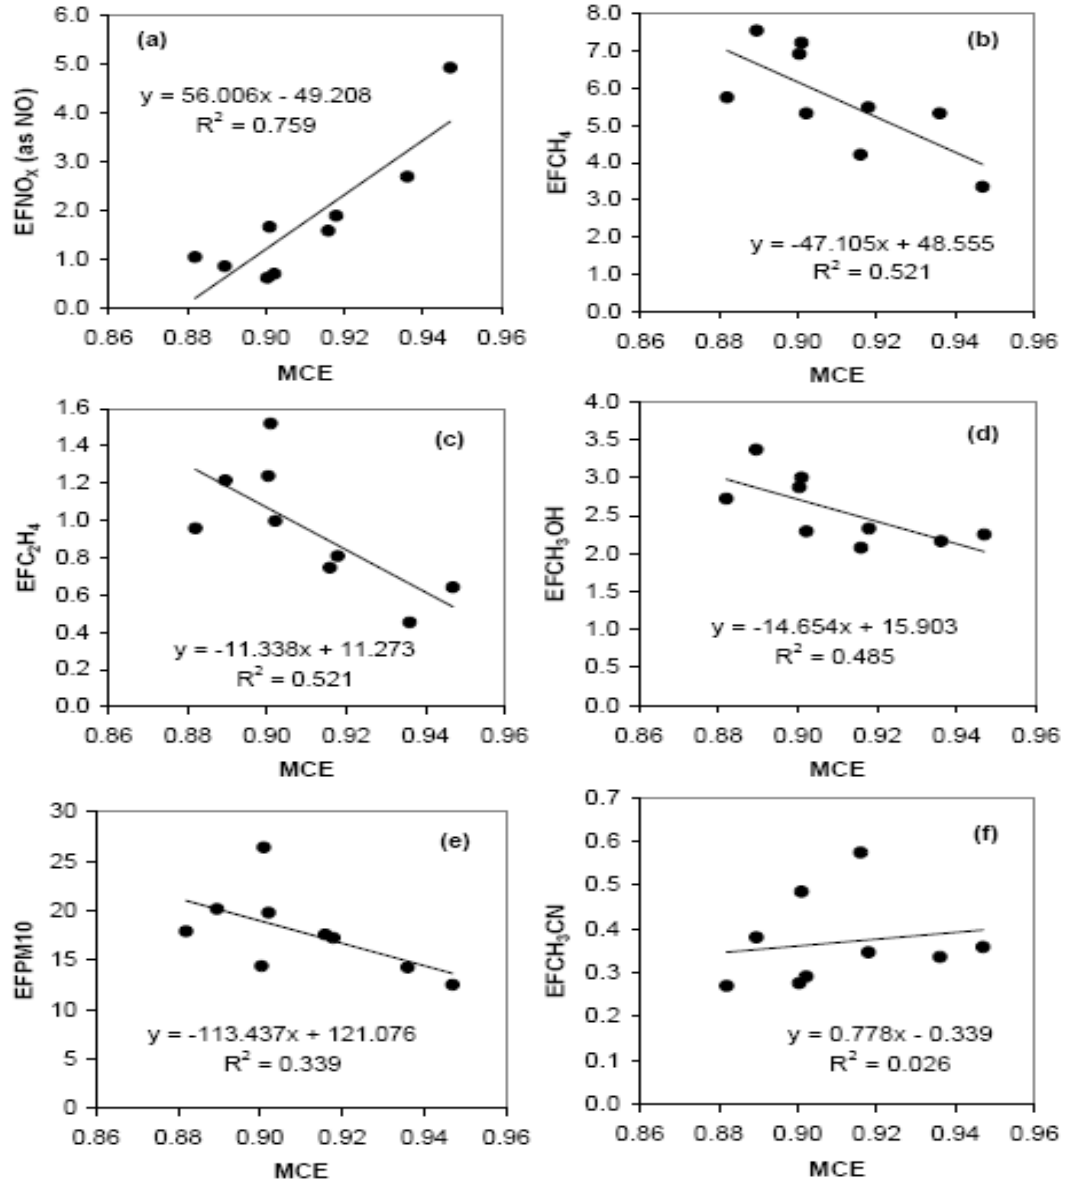 (a)
y = 56.006x - 49.208
R² = 0.759
EFNOₓ (as NO)
6.0
5.0
4.0
3.0
2.0
1.0
0.0
0.86 0.88 0.90 0.92 0.94 0.96
MCE
(b)
y = -47.105x + 48.555
R² = 0.521
EFCH₄
8.0
7.0
6.0
5.0
4.0
3.0
2.0
1.0
0.0
0.86 0.88 0.90 0.92 0.94 0.96
MCE
(c)
y = -11.338x + 11.273
R² = 0.521
EFC₂H₄
1.6
1.4
1.2
1.0
0.8
0.6
0.4
0.2
0.0
0.86 0.88 0.90 0.92 0.94 0.96
MCE
(d)
y = -14.654x + 15.903
R² = 0.485
EFCH₃OH
4.0
3.5
3.0
2.5
2.0
1.5
1.0
0.5
0.0
0.86 0.88 0.90 0.92 0.94 0.96
MCE
(e)
y = -113.437x + 121.076
R² = 0.339
EFPM10
30
25
20
15
10
5
0
0.86 0.88 0.90 0.92 0.94 0.96
MCE
(f)
y = 0.778x - 0.339
R² = 0.026
EFCH₃CN
0.7
0.6
0.5
0.4
0.3
0.2
0.1
0.0
0.86 0.88 0.90 0.92 0.94 0.96
MCE